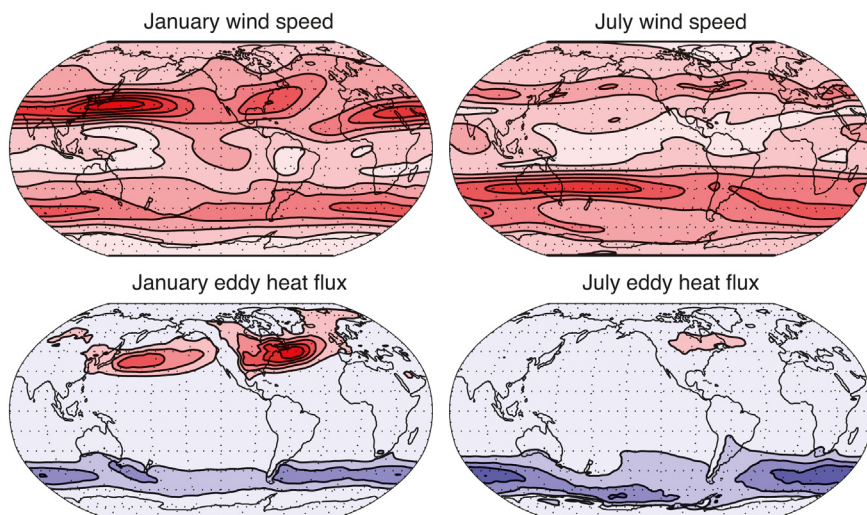 January wind speed
July wind speed
January eddy heat flux
July eddy heat flux